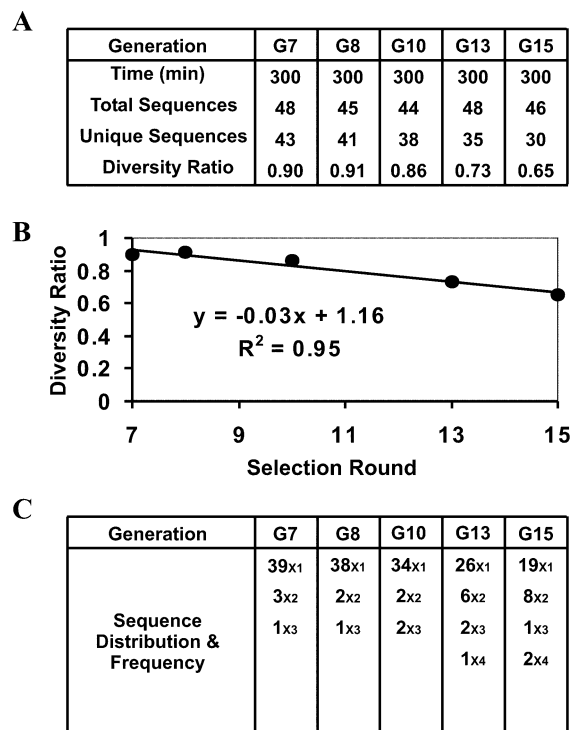 A
Generation G7 G8 G10 G13 G15
Time (min) 300 300 300 300 300
Total Sequences 48 45 44 48 46
Unique Sequences 43 41 38 35 30
Diversity Ratio 0.90 0.91 0.86 0.73 0.65
B
Diversity Ratio
1
0.8
0.6
0.4
0.2
0
y = -0.03x + 1.16
R² = 0.95
7 9 11 13 15
Selection Round
C
Generation G7 G8 G10 G13 G15
39x1 38x1 34x1 26x1 19x1
3x2 2x2 2x2 6x2 8x2
Sequence 1x3 1x3 2x3 2x3 1x3
Distribution &
Frequency 1x4 2x4